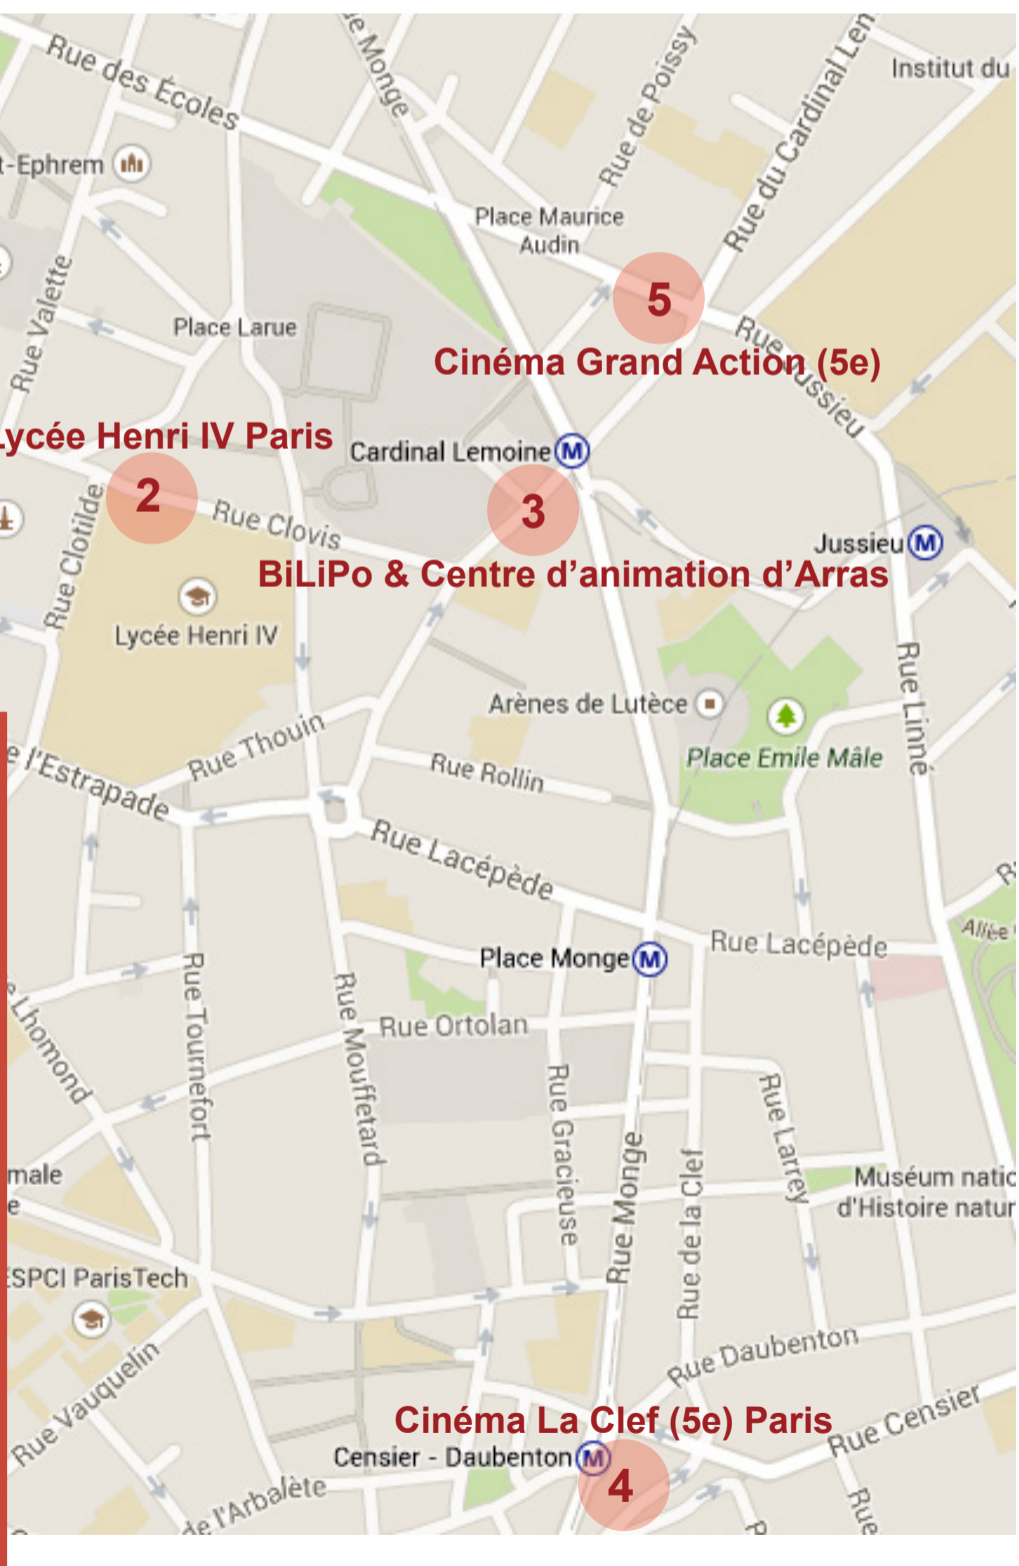 Rue Monge
Rue des Écoles
Rue de Poissy
Rue du Cardinal Len
Institut du
t-Ephrem
Place Maurice
Audin
Rue Valette
5
Place Larue
Rue Jussieu
Cinéma Grand Action (5e)
Lycée Henri IV Paris
Cardinal Lemoine M
2
3
Rue Clovis
Rue Clotilde
Jussieu M
BiLiPo & Centre d’animation d’Arras
Lycée Henri IV
Rue Linné
Arènes de Lutèce
Rue Thouin
e l'Estrapade
Rue Rollin
Place Emile Mâle
Rue Lacépède
Allée
Rue Lacépède
Place Monge M
Rue Tournefort
Rue Mouffetard
e Lhomond
Rue Ortolan
Rue Gracieuse
Rue Larrey
Rue Monge
Rue de la Clef
male
e
Muséum natio
d'Histoire natur
ESPCI ParisTech
Rue Vauquelin
Rue Daubenton
Rue Censier
Cinéma La Clef (5e) Paris
Censier - Daubenton M
4
de l'Arbalète
Rue